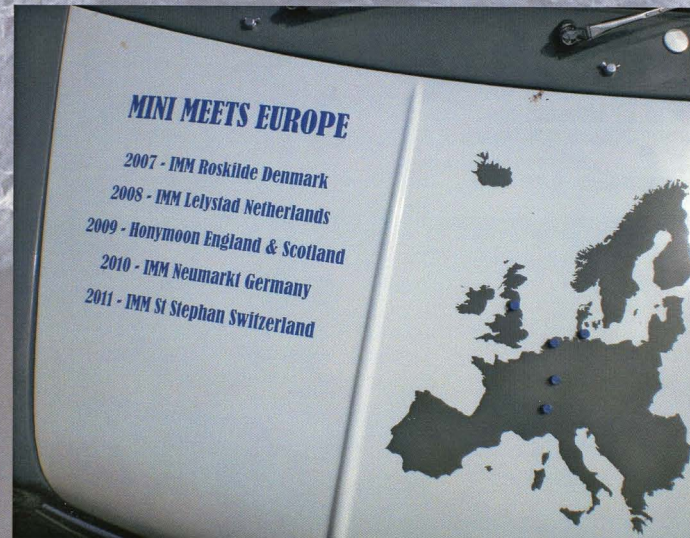 MINI MEETS EUROPE
2007 - IMM Roskilde Denmark
2008 - IMM Lelystad Netherlands
2009 - Honymoon England & Scotland
2010 - IMM Neumarkt Germany
2011 - IMM St Stephan Switzerland